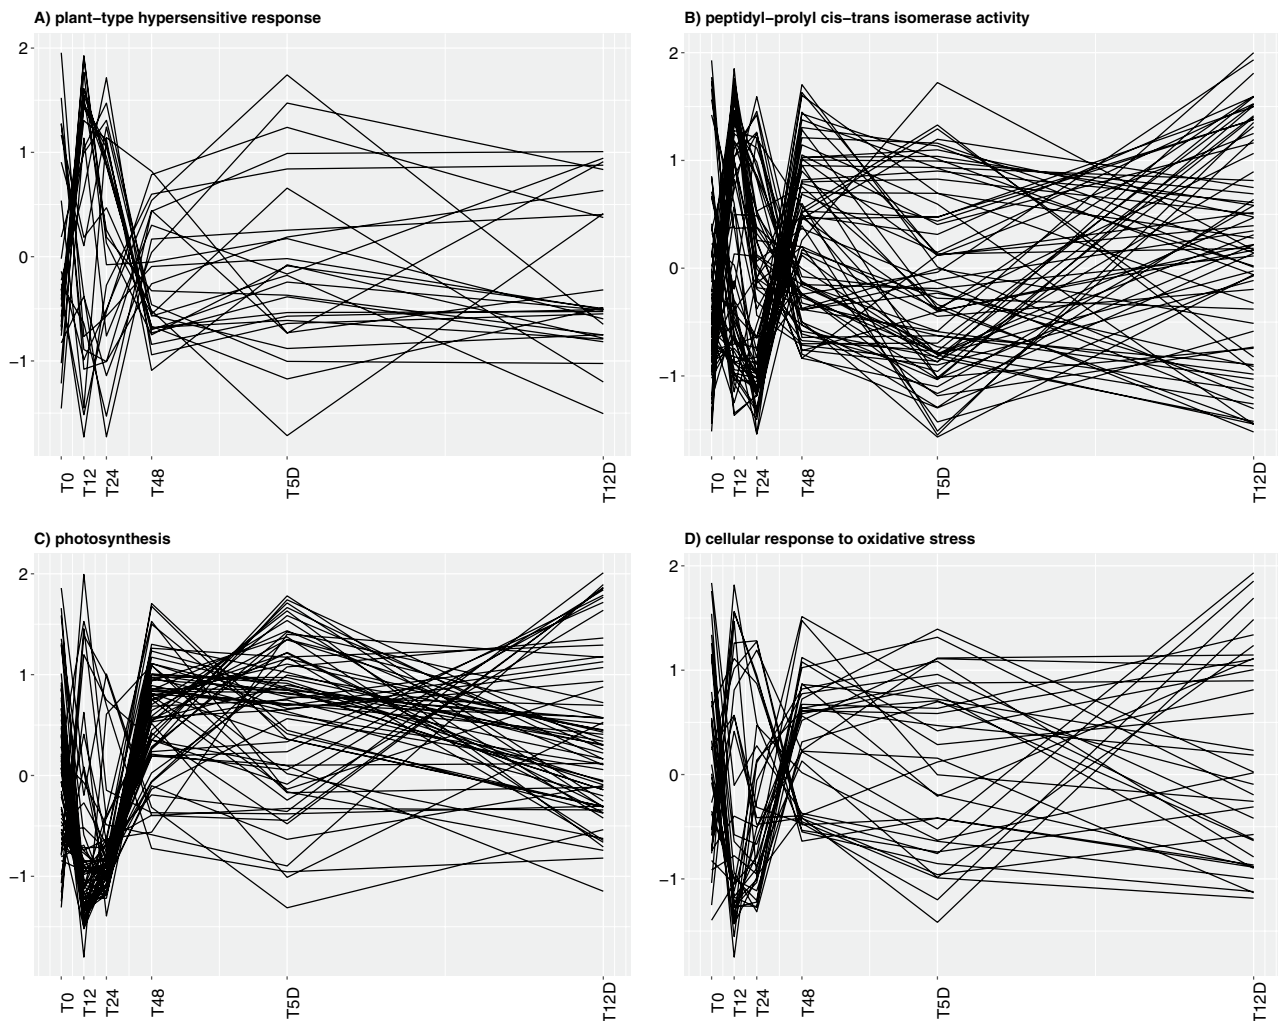 A) plant−type hypersensitive response
2
1
0
−1
T0
T12
T24
T48
T5D
T12D
B) peptidyl−prolyl cis−trans isomerase activity
2
1
0
−1
T0
T12
T24
T48
T5D
T12D
C) photosynthesis
2
1
0
−1
T0
T12
T24
T48
T5D
T12D
D) cellular response to oxidative stress
2
1
0
−1
T0
T12
T24
T48
T5D
T12D